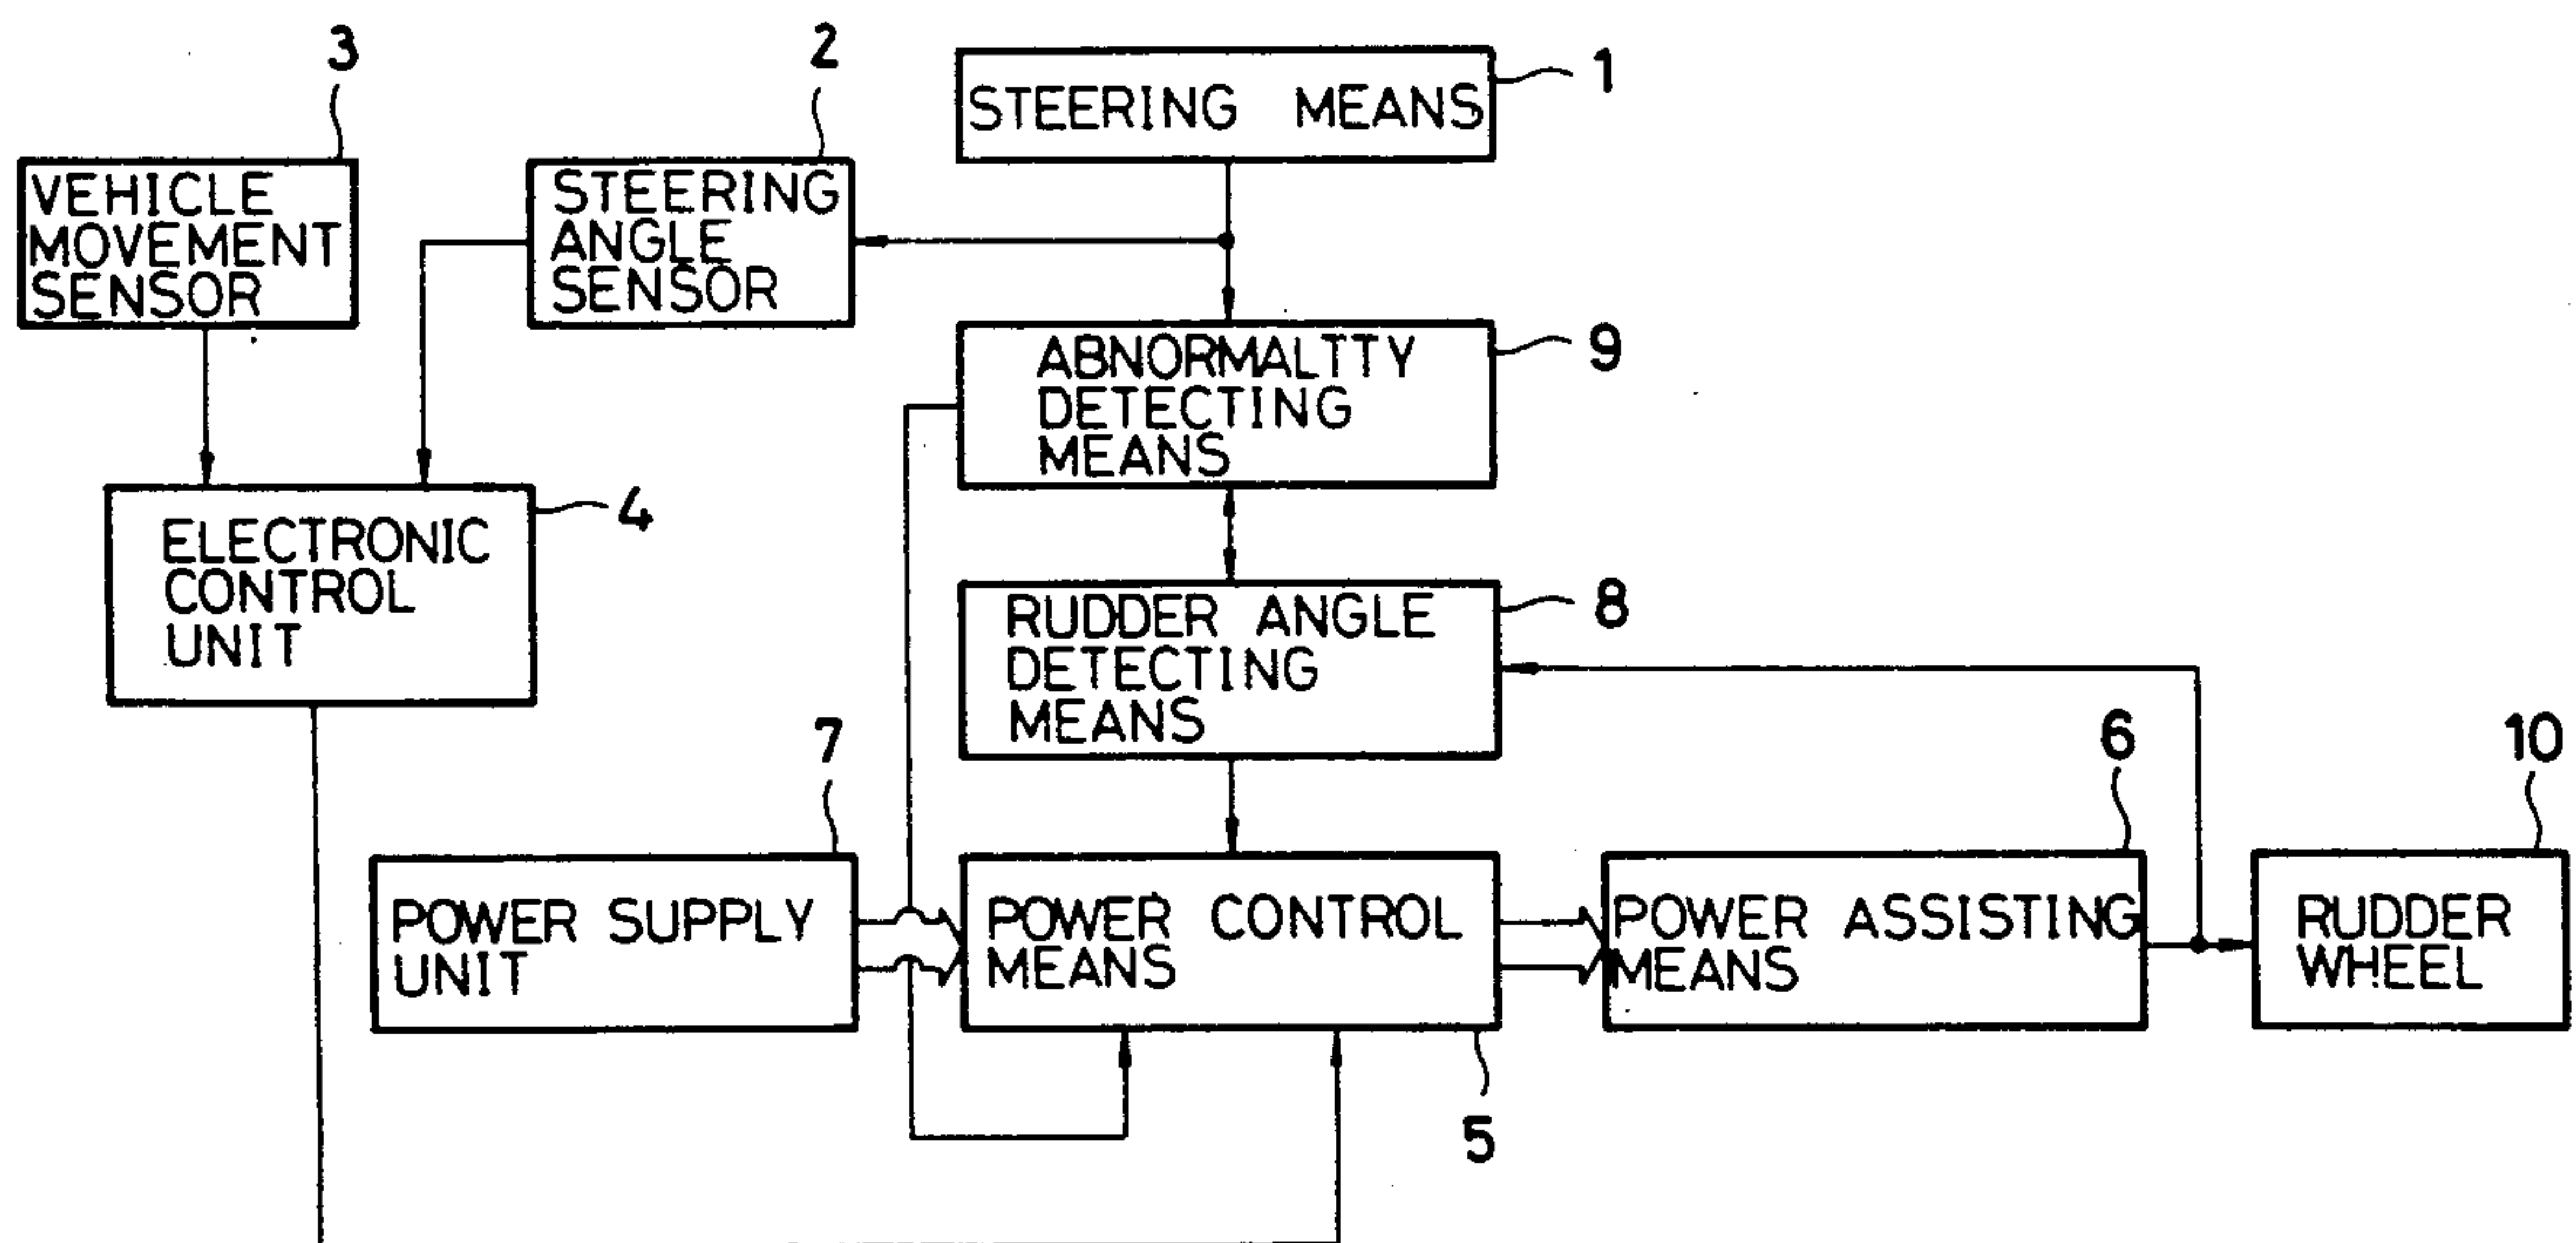 3
2
1
STEERING MEANS
VEHICLE
MOVEMENT
SENSOR
STEERING
ANGLE
SENSOR
9
ABNORMALTTY
DETECTING
MEANS
4
ELECTRONIC
CONTROL
UNIT
8
RUDDER ANGLE
DETECTING
MEANS
7
6
10
POWER SUPPLY
UNIT
POWER CONTROL
MEANS
POWER ASSISTING
MEANS
RUDDER
WHEEL
5